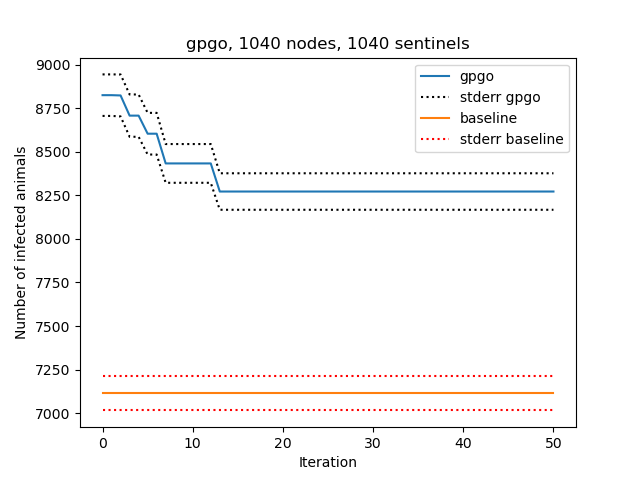 gpgo, 1040 nodes, 1040 sentinels
9000
8750
8500
8250
8000
7750
7500
7250
7000
Number of infected animals
gpgo
stderr gpgo
baseline
stderr baseline
0
10
20
30
40
50
Iteration